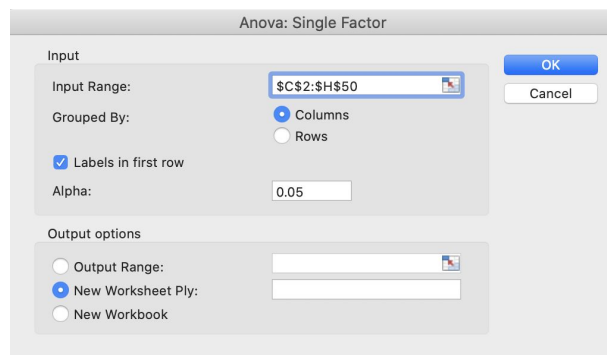 Anova: Single Factor
Input
OK
Input Range: $C$2:$H$50
Cancel
Grouped By: Columns
Rows
Labels in first row
Alpha: 0.05
Output options
Output Range:
New Worksheet Ply:
New Workbook